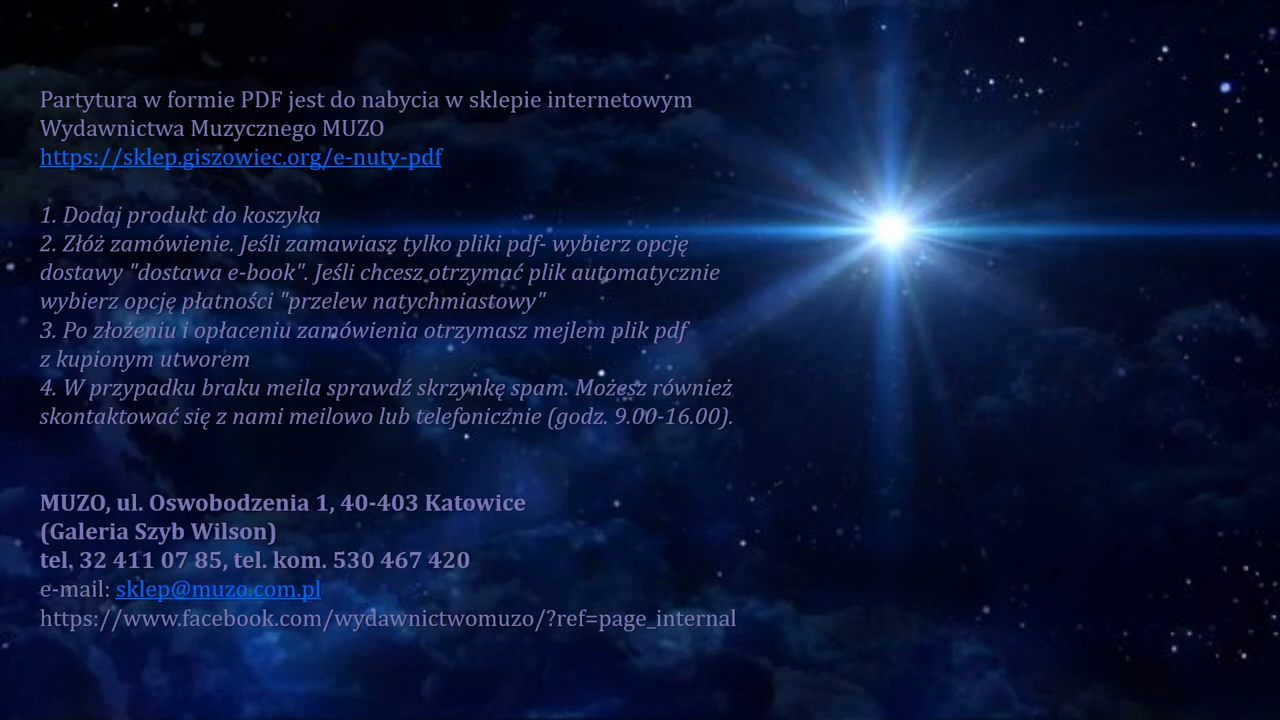 Partytura w formie PDF jest do nabycia w sklepie internetowym
Wydawnictwa Muzycznego MUZO
https://sklep.giszowiec.org/e-nuty-pdf
1. Dodaj produkt do koszyka
2. Złóż zamówienie. Jeśli zamawiasz tylko pliki pdf- wybierz opcję
dostawy "dostawa e-book". Jeśli chcesz otrzymać plik automatycznie
wybierz opcję płatności "przelew natychmiastowy"
3. Po złożeniu i opłaceniu zamówienia otrzymasz mejlem plik pdf
z kupionym utworem
4. W przypadku braku meila sprawdź skrzynkę spam. Możesz również
skontaktować się z nami meilowo lub telefonicznie (godz. 9.00-16.00).
MUZO, ul. Oswobodzenia 1, 40-403 Katowice
(Galeria Szyb Wilson)
tel. 32 411 07 85, tel. kom. 530 467 420
e-mail: sklep@muzo.com.pl
https://www.facebook.com/wydawnictwomuzo/?ref=page_internal